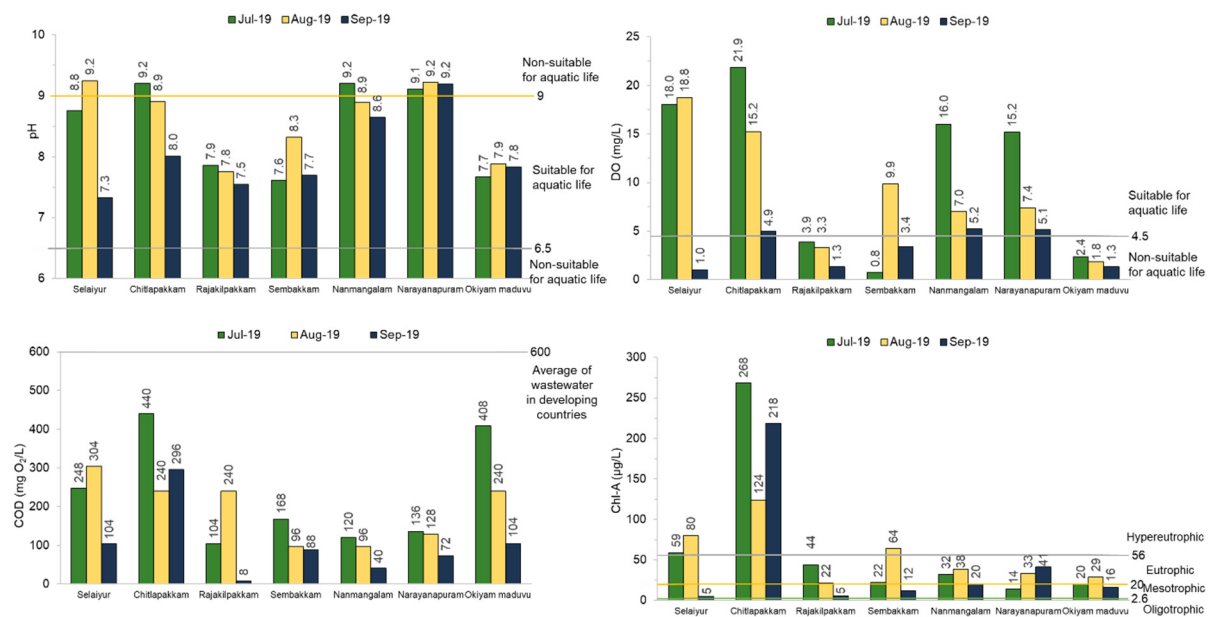 Jul-19 Aug-19 Sep-19
10
9
8
7
6
pH
8.8 9.2 7.3
9.2 8.9 8.0
7.9 7.8 7.5
7.6 8.3 7.7
9.2 8.9 8.6
9.1 9.2 9.2
7.7 7.9 7.8
Non-suitable
for aquatic life
9
Suitable for
aquatic life
6.5
Non-suitable
for aquatic life
Selaiyur Chitlapakkam Rajakilpakkam Sembakkam Nanmangalam Narayanapuram Okiyam maduvu
Jul-19 Aug-19 Sep-19
25
20
15
10
5
0
DO (mg/L)
18.0 18.8 1.0
21.9 15.2 4.9
3.9 3.3 1.3
0.8 9.9 3.4
16.0 7.0 5.2
15.2 7.4 5.1
2.4 1.8 1.3
Suitable for
aquatic life
4.5
Non-suitable
for aquatic life
Selaiyur Chitlapakkam Rajakilpakkam Sembakkam Nanmangalam Narayanapuram Okiyam maduvu
Jul-19 Aug-19 Sep-19
600
500
400
300
200
100
0
COD (mg O₂/L)
248 304 104
440 240 296
104 240 8
168 96 88
120 96 40
136 128 72
408 240 104
600
Average of
wastewater
in developing
countries
Selaiyur Chitlapakkam Rajakilpakkam Sembakkam Nanmangalam Narayanapuram Okiyam maduvu
Jul-19 Aug-19 Sep-19
300
250
200
150
100
50
0
Chl-A (µg/L)
59 80 5
268 124 218
44 22 5
22 64 12
32 38 20
14 33 41
20 29 16
Hypereutrophic
56
Eutrophic
20
Mesotrophic
2.6
Oligotrophic
Selaiyur Chitlapakkam Rajakilpakkam Sembakkam Nanmangalam Narayanapuram Okiyam maduvu